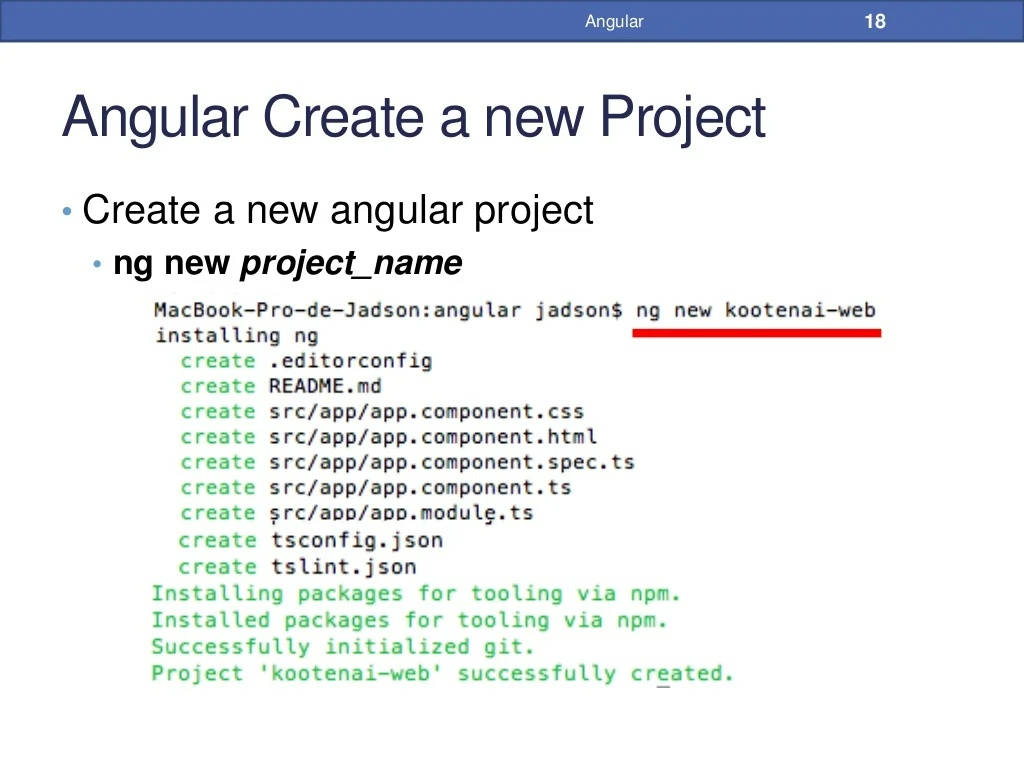 Angular 18
Angular Create a new Project
• Create a new angular project
• ng new project_name
MacBook-Pro-de-Jadson:angular jadson$ ng new kootenai-web
installing ng
create .editorconfig
create README.md
create src/app/app.component.css
create src/app/app.component.html
create src/app/app.component.spec.ts
create src/app/app.component.ts
create src/app/app.module.ts
create tsconfig.json
create tslint.json
Installing packages for tooling via npm.
Installed packages for tooling via npm.
Successfully initialized git.
Project 'kootenai-web' successfully created.